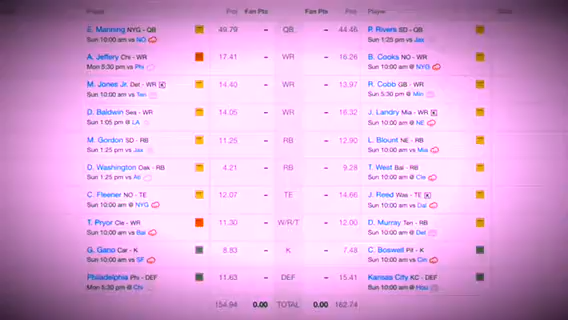 Player Proj Fan Pts Fan Pts Proj Player
E. Manning NYG - QB 49.79 – QB – 44.46 P. Rivers SD - QB
Sun 10:00 am vs NO Sun 1:25 pm vs Jax
A. Jeffery Chi - WR 17.41 – WR – 16.26 B. Cooks NO - WR
Mon 5:30 pm vs Phi Sun 10:00 am @ NYG
M. Jones Jr. Det - WR 14.40 – WR – 13.97 R. Cobb GB - WR
Sun 10:00 am vs Ten Sun 5:30 pm @ Min
D. Baldwin Sea - WR 14.05 – WR – 16.32 J. Landry Mia - WR
Sun 1:05 pm @ LA Sun 10:00 am @ NE
M. Gordon SD - RB 11.25 – RB – 12.90 L. Blount NE - RB
Sun 1:25 pm vs Jax Sun 10:00 am vs Mia
D. Washington Oak - RB 4.21 – RB – 9.28 T. West Bal - RB
Sun 1:25 pm vs Atl Sun 10:00 am @ Cle
C. Fleener NO - TE 12.07 – TE – 14.66 J. Reed Was - TE
Sun 10:00 am @ NYG Sun 10:00 am vs Dal
T. Pryor Cle - WR 11.30 – W/R/T – 12.00 D. Murray Ten - RB
Sun 10:00 am vs Bal Sun 10:00 am @ Det
G. Gano Car - K 8.83 – K – 7.48 C. Boswell Pit - K
Sun 10:00 am vs SF Sun 10:00 am vs Cin
Philadelphia Phi - DEF 11.63 – DEF – 15.41 Kansas City KC - DEF
Mon 5:30 pm @ Chi Sun 10:00 am @ Hou
154.94 0.00 TOTAL 0.00 162.74